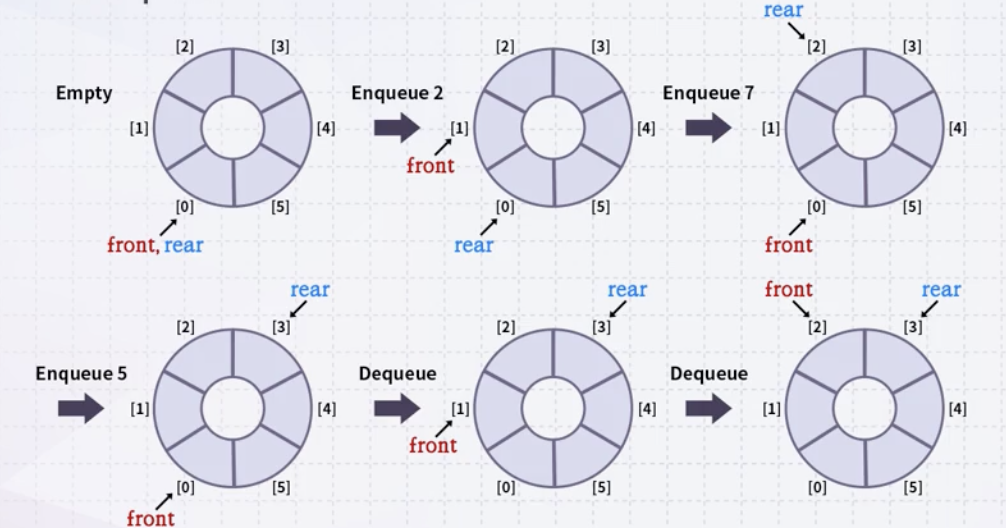 rear
[2] [3] [2] [3] [2] [3]
Empty Enqueue 2 Enqueue 7
[1] [4] [1] [4] [1] [4]
front
[0] [5] [0] [5] [0] [5]
front, rear rear front
rear rear front rear
[2] [3] [2] [3] [2] [3]
Enqueue 5 Dequeue Dequeue
[1] [4] [1] [4] [1] [4]
front
[0] [5] [0] [5] [0] [5]
front